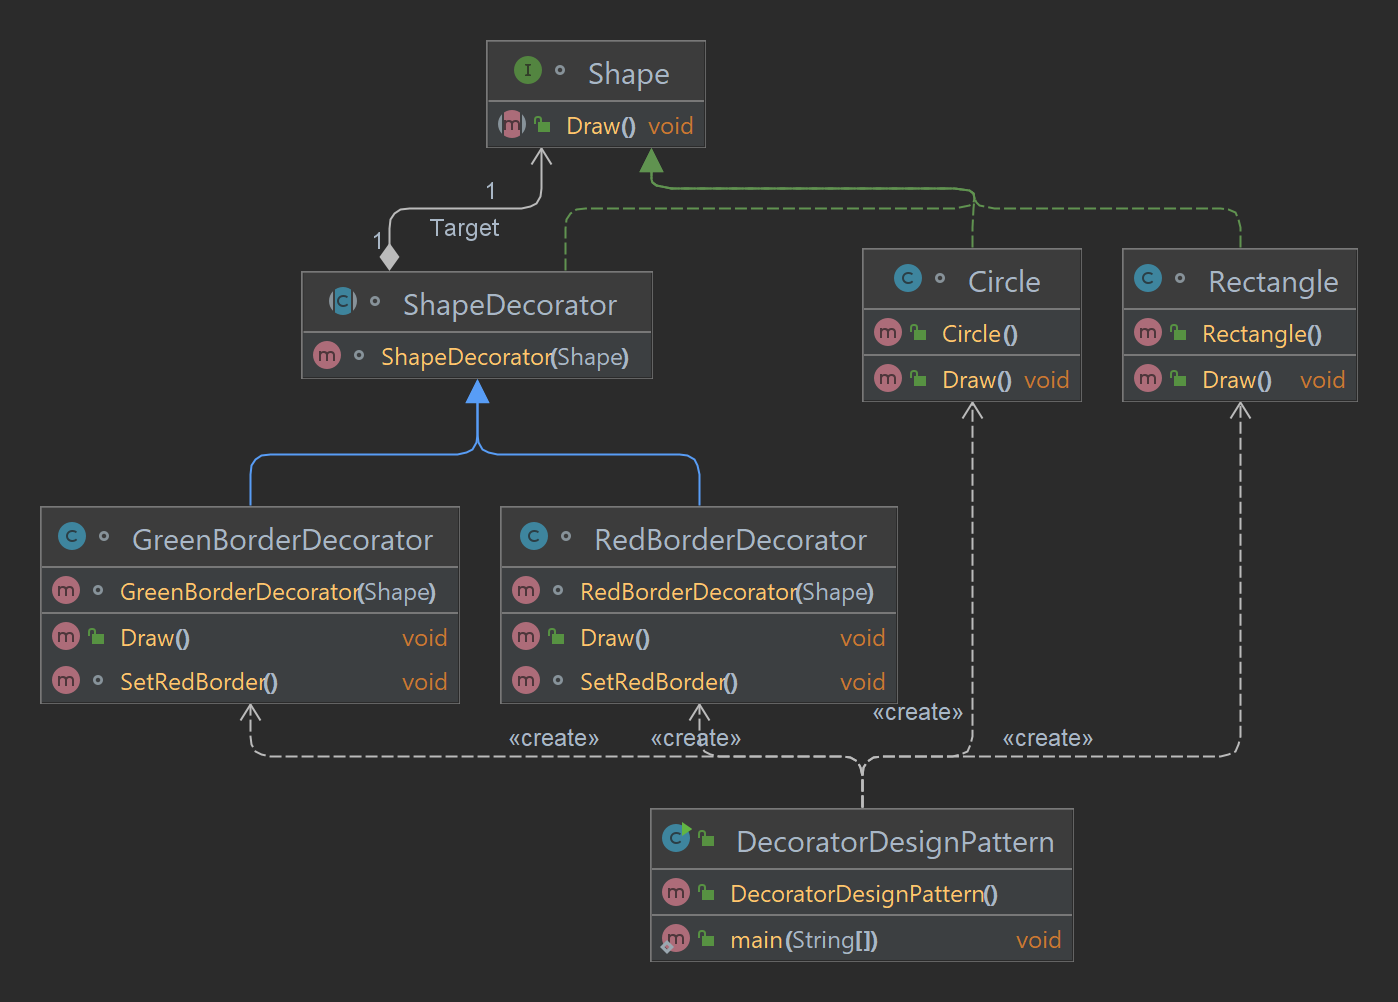 Shape
Draw() void
1
Target
1
ShapeDecorator
ShapeDecorator(Shape)
Circle
Circle()
Draw() void
Rectangle
Rectangle()
Draw() void
GreenBorderDecorator
GreenBorderDecorator(Shape)
Draw() void
SetRedBorder() void
RedBorderDecorator
RedBorderDecorator(Shape)
Draw() void
SetRedBorder() void
«create»
«create»
«create»
«create»
DecoratorDesignPattern
DecoratorDesignPattern()
main(String[]) void